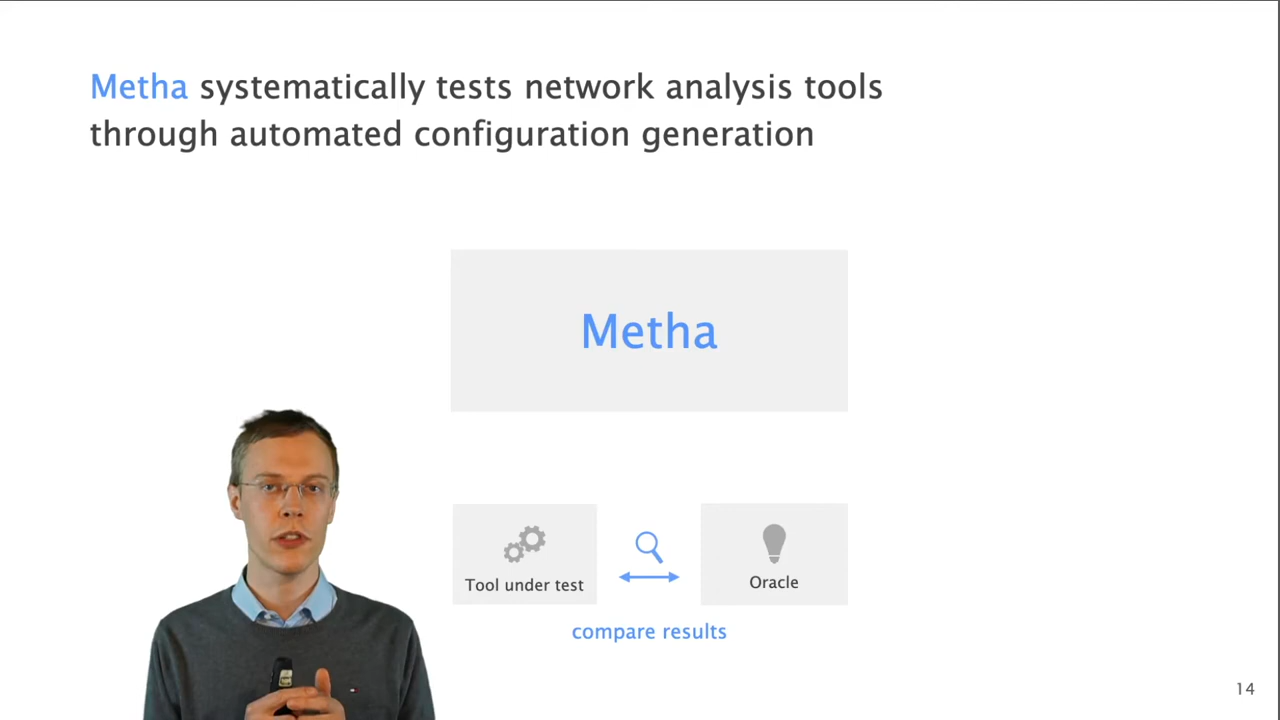 Metha systematically tests network analysis tools
through automated configuration generation
Metha
Tool under test
Oracle
compare results
14